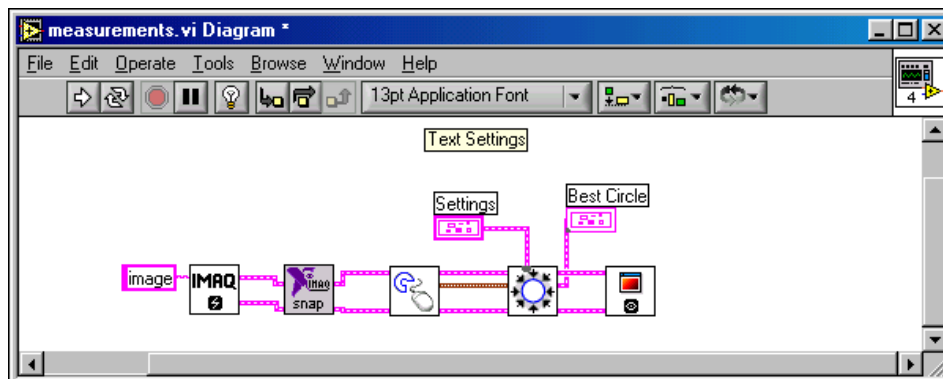 measurements.vi Diagram *
File Edit Operate Tools Browse Window Help
13pt Application Font
4
Text Settings
Settings
Best Circle
image
IMAQ
IMAQ
snap